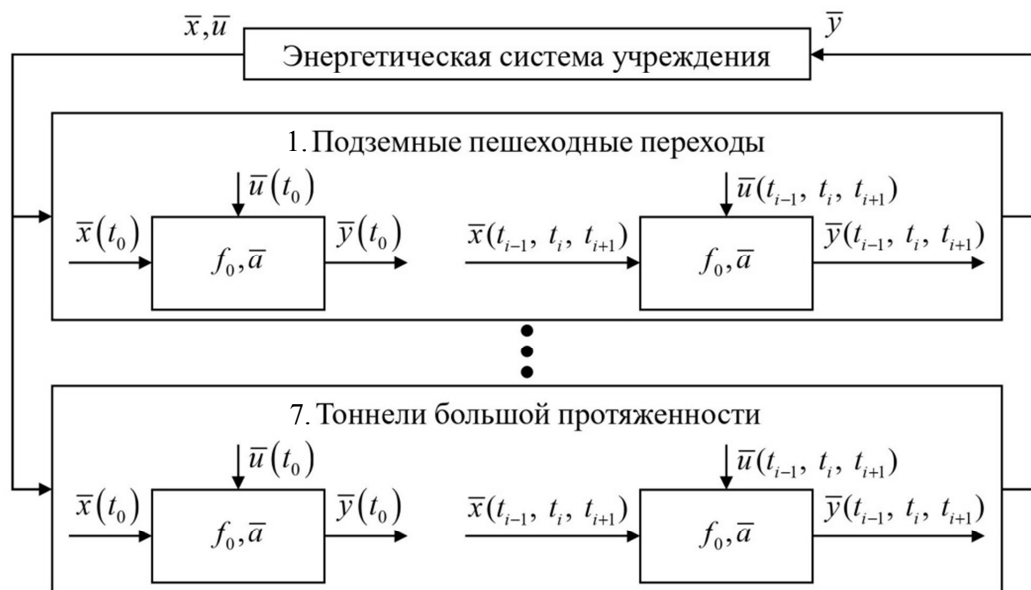 x̅, u̅
y̅
Энергетическая система учреждения
1. Подземные пешеходные переходы
u̅(t₀)
u̅(tᵢ₋₁, tᵢ, tᵢ₊₁)
x̅(t₀)
y̅(t₀)
x̅(tᵢ₋₁, tᵢ, tᵢ₊₁)
y̅(tᵢ₋₁, tᵢ, tᵢ₊₁)
f₀, a̅
f₀, a̅
7. Тоннели большой протяженности
u̅(t₀)
u̅(tᵢ₋₁, tᵢ, tᵢ₊₁)
x̅(t₀)
y̅(t₀)
x̅(tᵢ₋₁, tᵢ, tᵢ₊₁)
y̅(tᵢ₋₁, tᵢ, tᵢ₊₁)
f₀, a̅
f₀, a̅